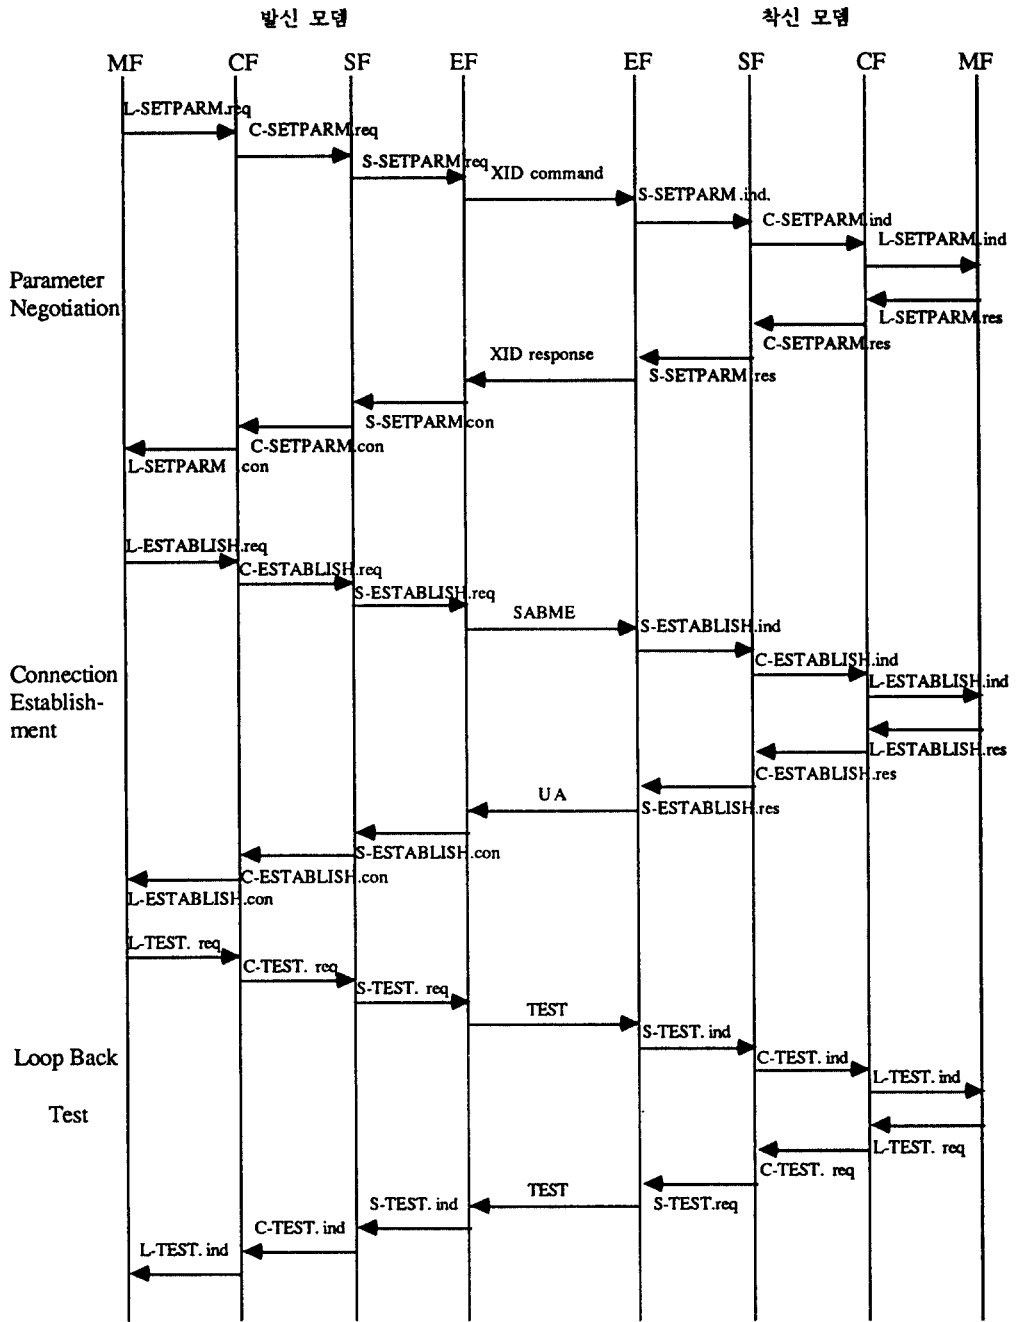 발신 모뎀 착신 모뎀
MF CF SF EF EF SF CF MF
L-SETPARM.req
C-SETPARM.req
S-SETPARM.req
XID command
S-SETPARM.ind.
C-SETPARM.ind
L-SETPARM.ind
Parameter
Negotiation
L-SETPARM.res
C-SETPARM.res
XID response
S-SETPARM.res
S-SETPARM.con
C-SETPARM.con
L-SETPARM .con
L-ESTABLISH.req
C-ESTABLISH.req
S-ESTABLISH.req
SABME
S-ESTABLISH.ind
C-ESTABLISH.ind
L-ESTABLISH.ind
Connection
Establish-
ment
L-ESTABLISH.res
C-ESTABLISH.res
UA
S-ESTABLISH.res
S-ESTABLISH.con
C-ESTABLISH.con
L-ESTABLISH.con
L-TEST. req
C-TEST. req
S-TEST. req
TEST
S-TEST. ind
C-TEST. ind
L-TEST. ind
Loop Back
Test
L-TEST. req
C-TEST. req
TEST
S-TEST.req
S-TEST. ind
C-TEST. ind
L-TEST. ind